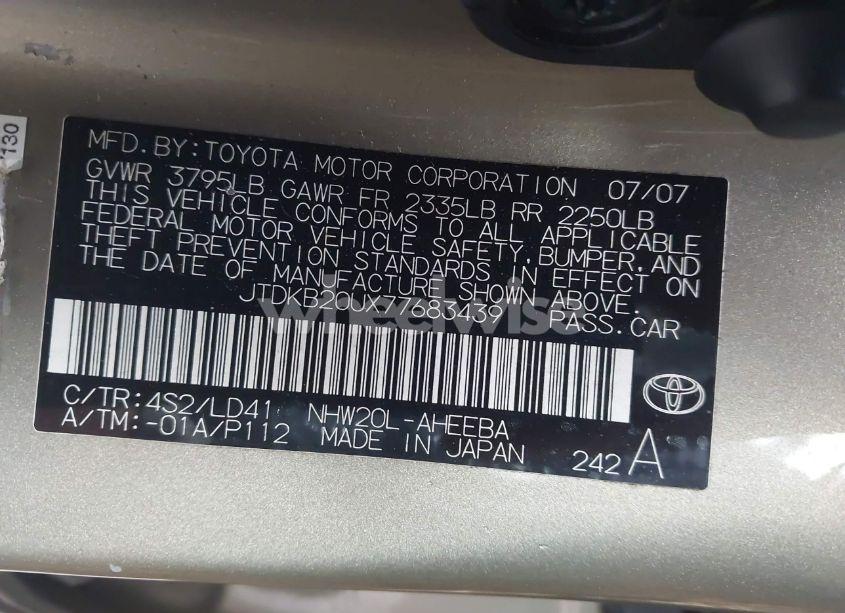 130
MFD.BY:TOYOTA MOTOR CORPORATION 07/07
GVWR 3795LB GAWR FR 2335LB RR 2250LB
THIS VEHICLE CONFORMS TO ALL APPLICABLE
FEDERAL MOTOR VEHICLE SAFETY,BUMPER,AND
THEFT PREVENTION STANDARDS IN EFFECT ON
THE DATE OF MANUFACTURE SHOWN ABOVE.
JTDKB20UX77683439 PASS.CAR
wheelwise
C/TR:4S2/LD41 NHW20L-AHEEBA
A/TM:-01A/P112 MADE IN JAPAN 242 A